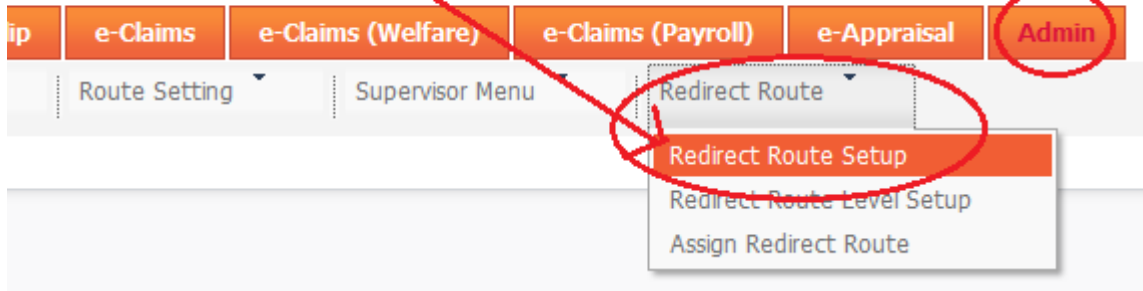 ip e-Claims e-Claims (Welfare) e-Claims (Payroll) e-Appraisal Admin
Route Setting Supervisor Menu Redirect Route
Redirect Route Setup
Redirect Route Level Setup
Assign Redirect Route